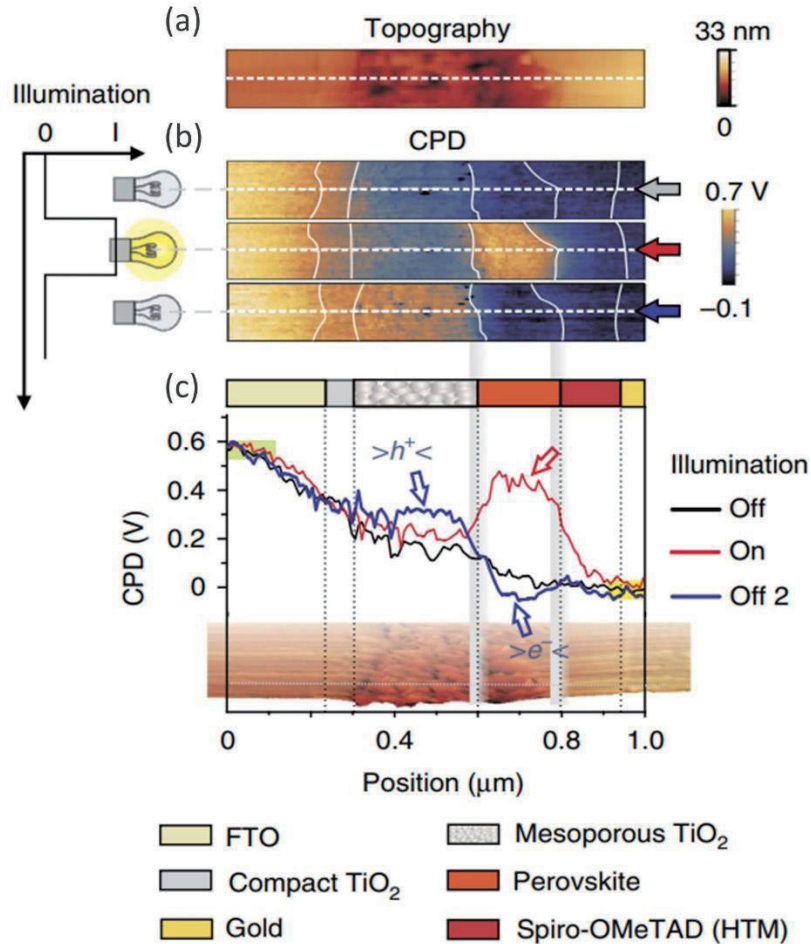 (a)
Topography
33 nm
0
Illumination
0 I
(b)
CPD
0.7 V
−0.1
(c)
CPD (V)
0.6
0.4
0.2
0
>h⁺<
>e⁻<
Illumination
Off
On
Off 2
0 0.4 0.6 0.8 1.0
Position (μm)
FTO
Mesoporous TiO₂
Compact TiO₂
Perovskite
Gold
Spiro-OMeTAD (HTM)